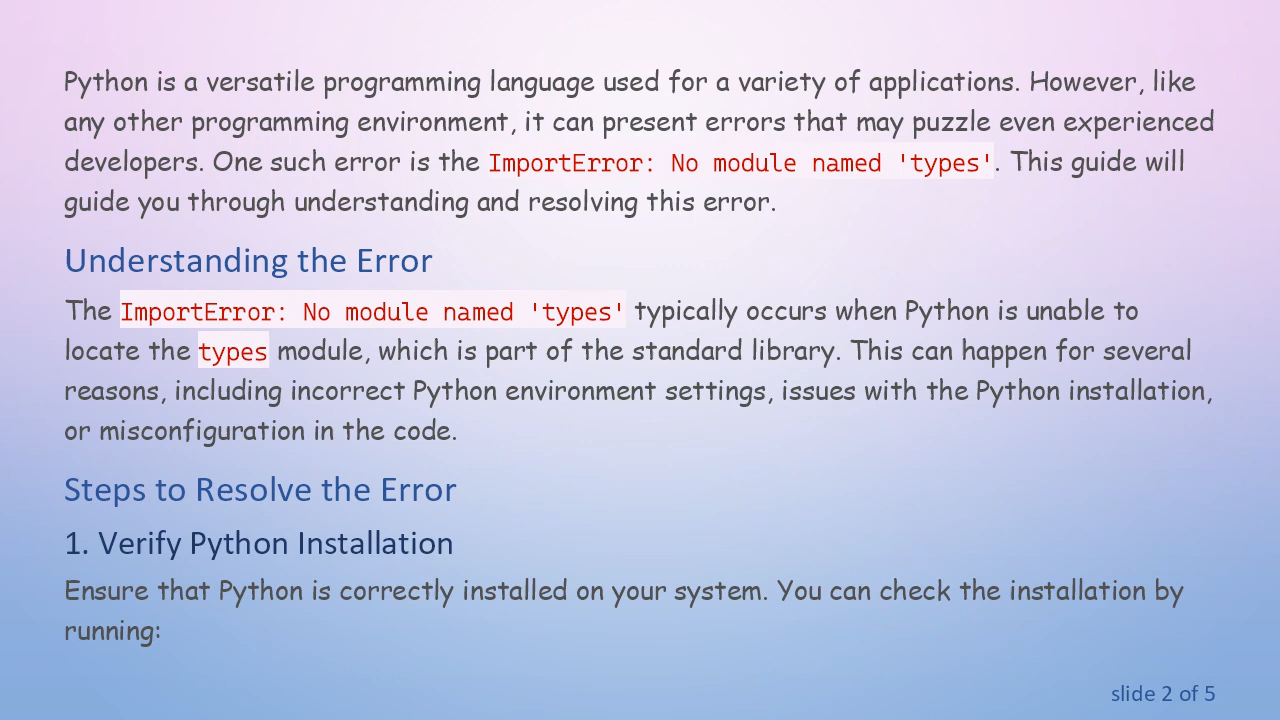 Python is a versatile programming language used for a variety of applications. However, like
any other programming environment, it can present errors that may puzzle even experienced
developers. One such error is the ImportError: No module named 'types'. This guide will
guide you through understanding and resolving this error.
Understanding the Error
The ImportError: No module named 'types' typically occurs when Python is unable to
locate the types module, which is part of the standard library. This can happen for several
reasons, including incorrect Python environment settings, issues with the Python installation,
or misconfiguration in the code.
Steps to Resolve the Error
1. Verify Python Installation
Ensure that Python is correctly installed on your system. You can check the installation by
running:
slide 2 of 5